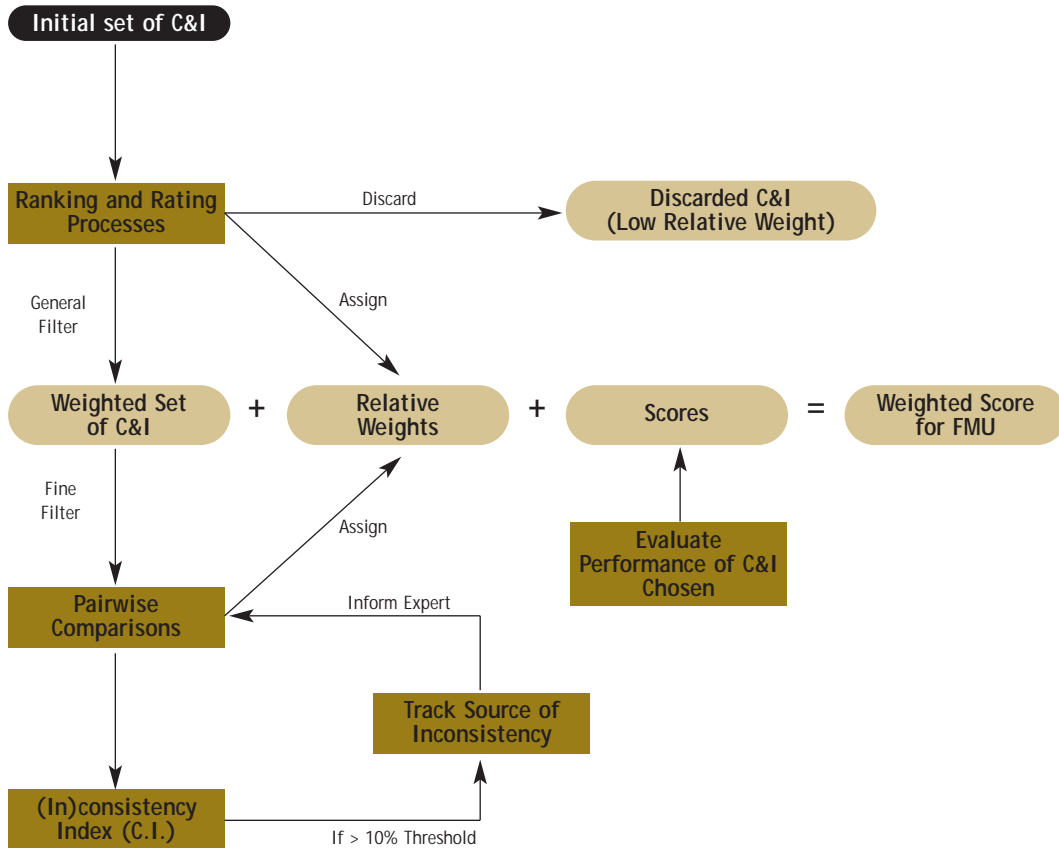 Initial set of C&I
Ranking and Rating
Processes
Discard
Discarded C&I
(Low Relative Weight)
General
Filter
Assign
Weighted Set
of C&I
+
Relative
Weights
+
Scores
=
Weighted Score
for FMU
Fine
Filter
Assign
Evaluate
Performance of C&I
Chosen
Pairwise
Comparisons
Inform Expert
Track Source of
Inconsistency
(In)consistency
Index (C.I.)
If > 10% Threshold